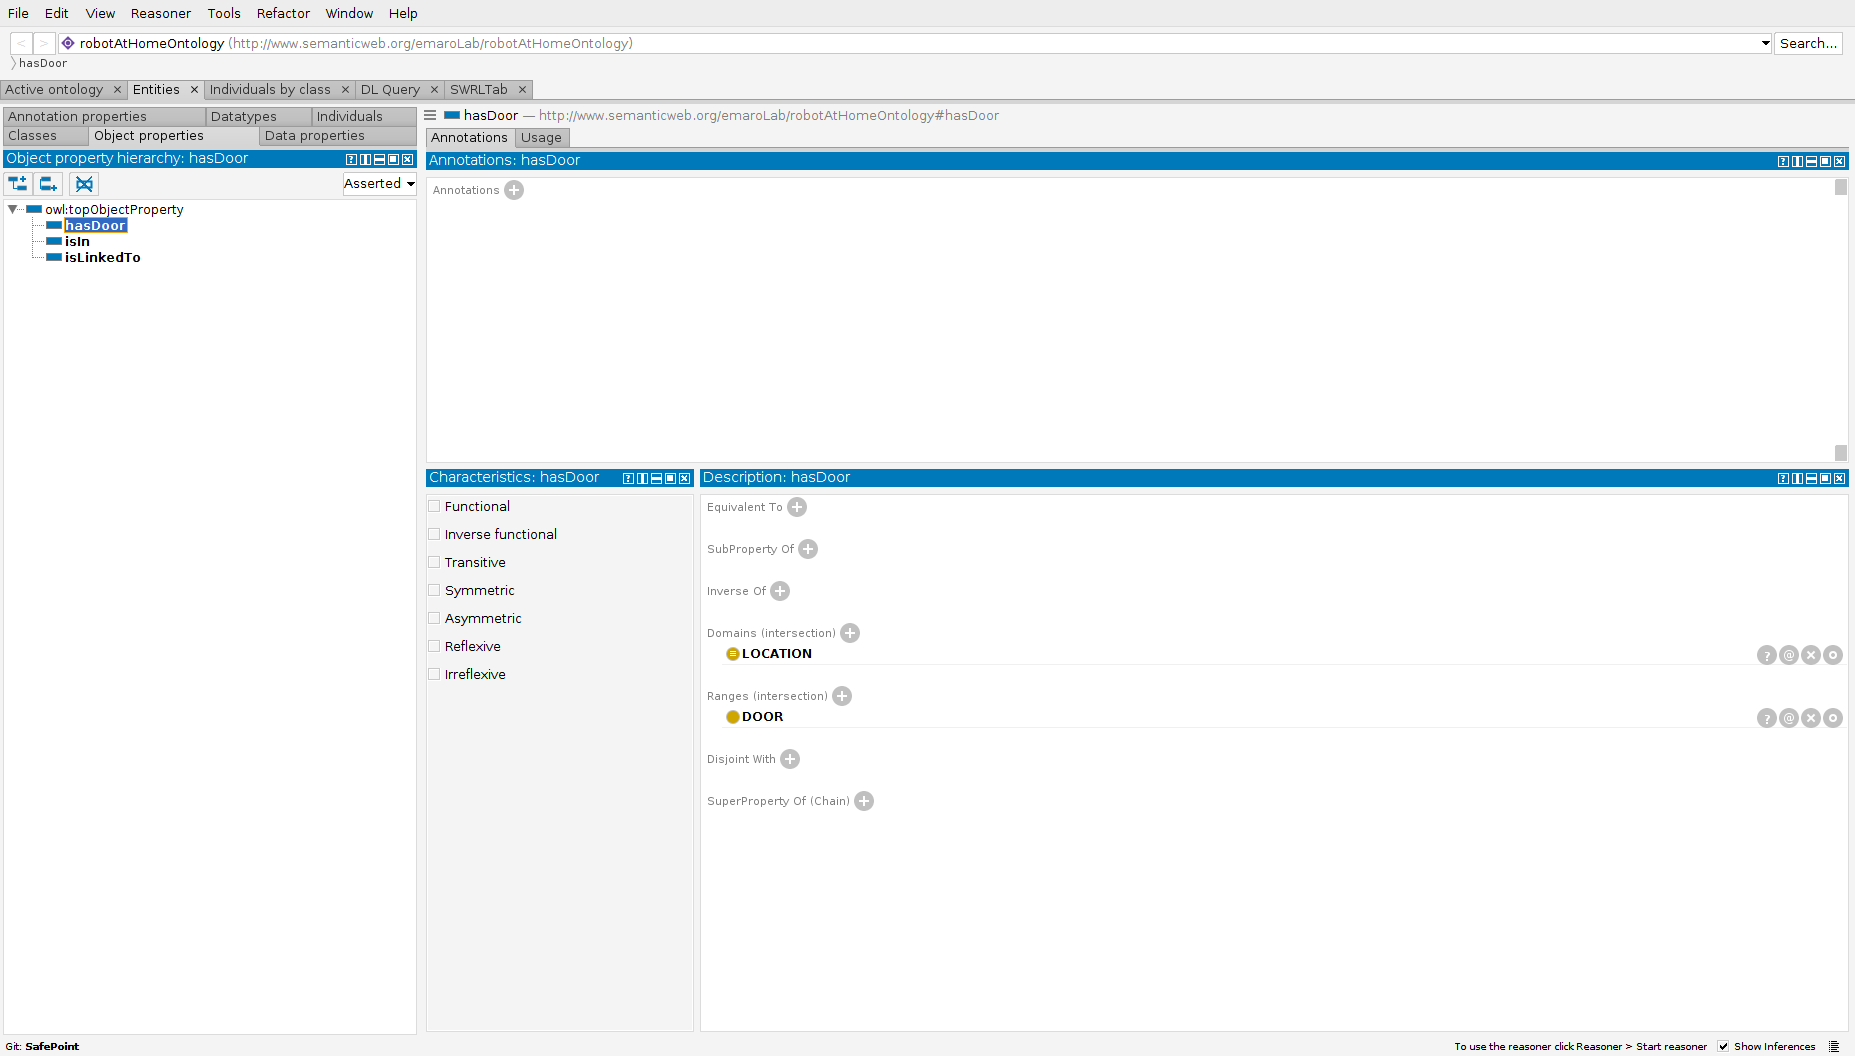 File Edit View Reasoner Tools Refactor Window Help
< > robotAtHomeOntology (http://www.semanticweb.org/emaroLab/robotAtHomeOntology) Search...
hasDoor
Active ontology × Entities × Individuals by class × DL Query × SWRLTab ×
Annotation properties Datatypes Individuals
Classes Object properties Data properties
Object property hierarchy: hasDoor
Asserted
owl:topObjectProperty
hasDoor
isIn
isLinkedTo
hasDoor — http://www.semanticweb.org/emaroLab/robotAtHomeOntology#hasDoor
Annotations Usage
Annotations: hasDoor
Annotations
Characteristics: hasDoor
Functional
Inverse functional
Transitive
Symmetric
Asymmetric
Reflexive
Irreflexive
Description: hasDoor
Equivalent To
SubProperty Of
Inverse Of
Domains (intersection)
LOCATION
Ranges (intersection)
DOOR
Disjoint With
SuperProperty Of (Chain)
Git: SafePoint
To use the reasoner click Reasoner > Start reasoner Show Inferences